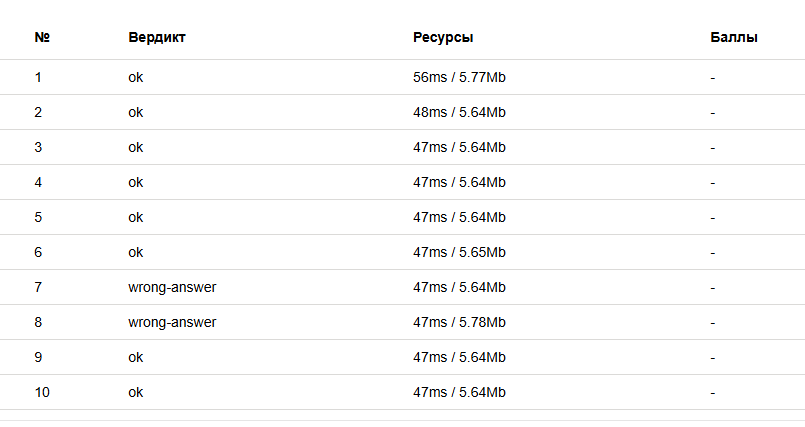 № Вердикт Ресурсы Баллы
1 ok 56ms / 5.77Mb -
2 ok 48ms / 5.64Mb -
3 ok 47ms / 5.64Mb -
4 ok 47ms / 5.64Mb -
5 ok 47ms / 5.64Mb -
6 ok 47ms / 5.65Mb -
7 wrong-answer 47ms / 5.64Mb -
8 wrong-answer 47ms / 5.78Mb -
9 ok 47ms / 5.64Mb -
10 ok 47ms / 5.64Mb -